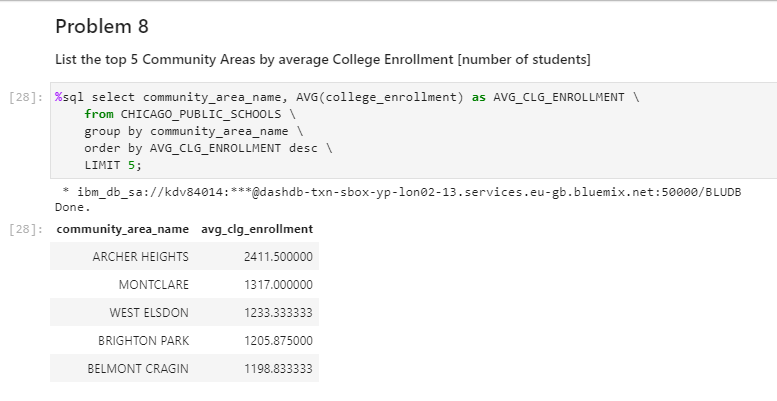 Problem 8
List the top 5 Community Areas by average College Enrollment [number of students]
[28]: %sql select community_area_name, AVG(college_enrollment) as AVG_CLG_ENROLLMENT \
from CHICAGO_PUBLIC_SCHOOLS \
group by community_area_name \
order by AVG_CLG_ENROLLMENT desc \
LIMIT 5;
* ibm_db_sa://kdv84014:***@dashdb-txn-sbox-yp-lon02-13.services.eu-gb.bluemix.net:50000/BLUDB
Done.
[28]: community_area_name avg_clg_enrollment
ARCHER HEIGHTS 2411.500000
MONTCLARE 1317.000000
WEST ELSDON 1233.333333
BRIGHTON PARK 1205.875000
BELMONT CRAGIN 1198.833333